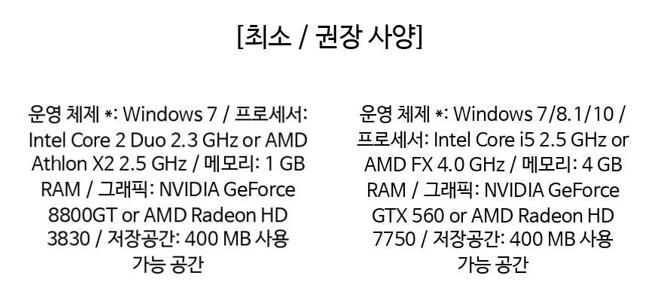 [최소 / 권장 사양]
운영 체제 *: Windows 7 / 프로세서:
Intel Core 2 Duo 2.3 GHz or AMD
Athlon X2 2.5 GHz / 메모리: 1 GB
RAM / 그래픽: NVIDIA GeForce
8800GT or AMD Radeon HD
3830 / 저장공간: 400 MB 사용
가능 공간
운영 체제 *: Windows 7/8.1/10 /
프로세서: Intel Core i5 2.5 GHz or
AMD FX 4.0 GHz / 메모리: 4 GB
RAM / 그래픽: NVIDIA GeForce
GTX 560 or AMD Radeon HD
7750 / 저장공간: 400 MB 사용
가능 공간